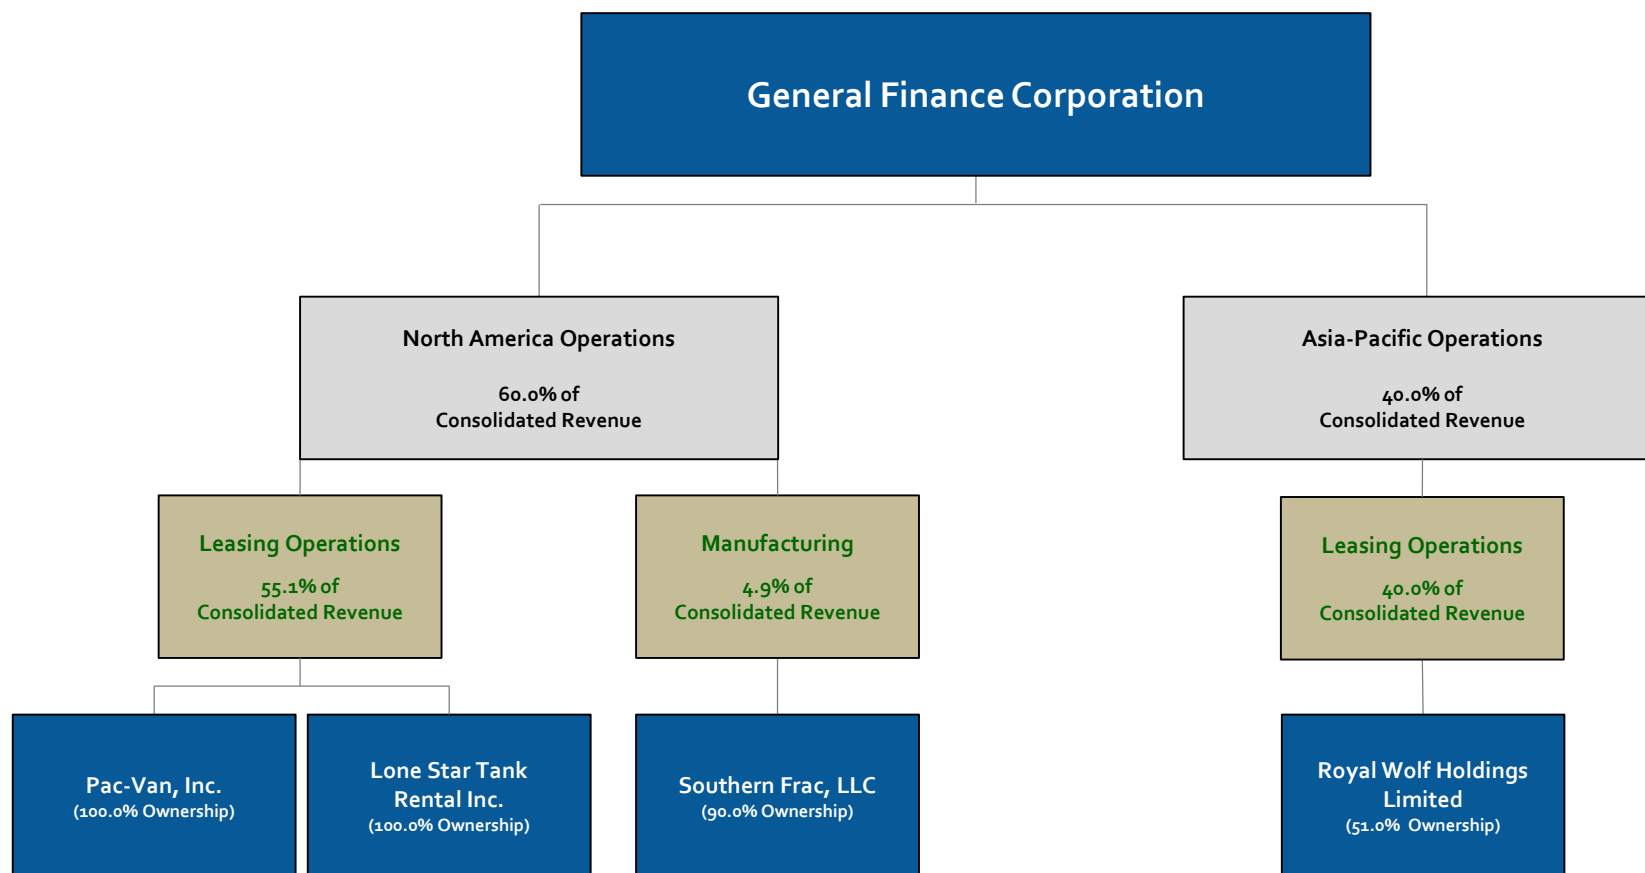 General Finance Corporation
North America Operations
60.0% of
Consolidated Revenue
Asia-Pacific Operations
40.0% of
Consolidated Revenue
Leasing Operations
55.1% of
Consolidated Revenue
Manufacturing
4.9% of
Consolidated Revenue
Leasing Operations
40.0% of
Consolidated Revenue
Pac-Van, Inc.
(100.0% Ownership)
Lone Star Tank
Rental Inc.
(100.0% Ownership)
Southern Frac, LLC
(90.0% Ownership)
Royal Wolf Holdings
Limited
(51.0% Ownership)